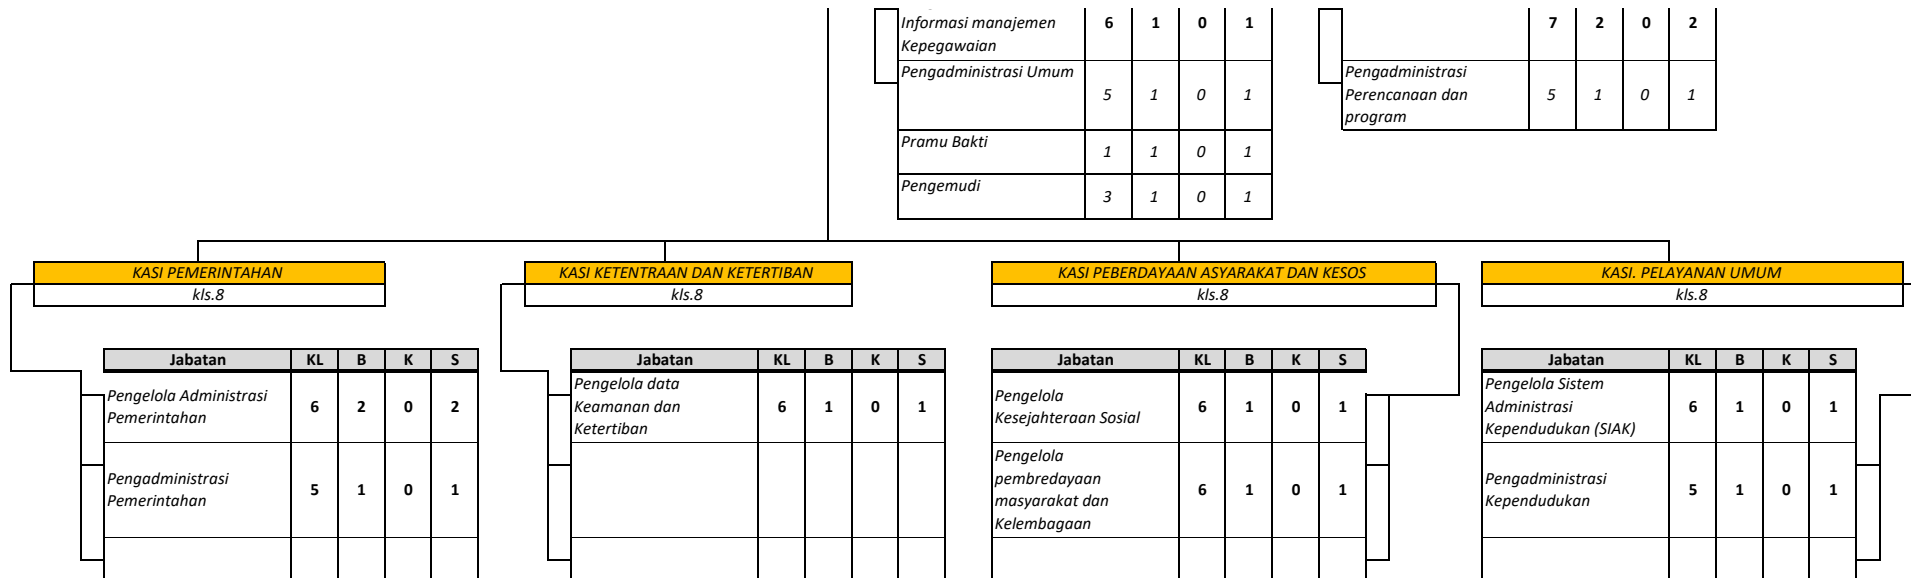 Informasi manajemen
Kepegawaian
6 1 0 1
7 2 0 2
Pengadministrasi Umum
5 1 0 1
Pengadministrasi
Perencanaan dan
program
5 1 0 1
Pramu Bakti
1 1 0 1
Pengemudi
3 1 0 1
KASI PEMERINTAHAN
kls.8
KASI KETENTRAAN DAN KETERTIBAN
kls.8
KASI PEBERDAYAAN ASYARAKAT DAN KESOS
kls.8
KASI. PELAYANAN UMUM
kls.8
Jabatan KL B K S
Pengelola Administrasi
Pemerintahan
6 2 0 2
Pengadministrasi
Pemerintahan
5 1 0 1
Jabatan KL B K S
Pengelola data
Keamanan dan
Ketertiban
6 1 0 1
Jabatan KL B K S
Pengelola
Kesejahteraan Sosial
6 1 0 1
Pengelola
pembredayaan
masyarakat dan
Kelembagaan
6 1 0 1
Jabatan KL B K S
Pengelola Sistem
Administrasi
Kependudukan (SIAK)
6 1 0 1
Pengadministrasi
Kependudukan
5 1 0 1